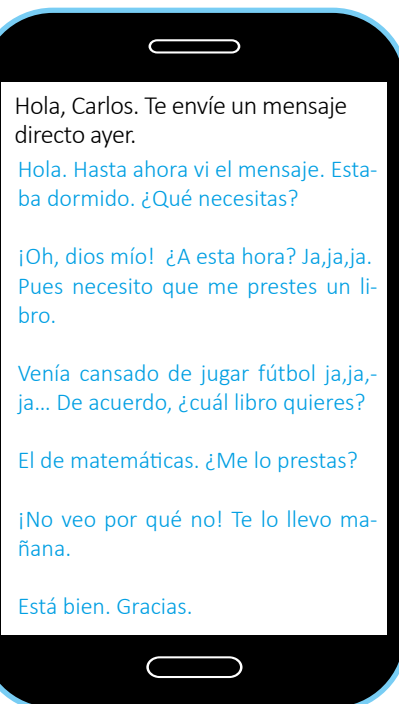 Hola, Carlos. Te envíe un mensaje
directo ayer.
Hola. Hasta ahora vi el mensaje. Esta-
ba dormido. ¿Qué necesitas?
¡Oh, dios mío! ¿A esta hora? Ja,ja,ja.
Pues necesito que me prestes un li-
bro.
Venía cansado de jugar fútbol ja,ja,-
ja... De acuerdo, ¿cuál libro quieres?
El de matemáticas. ¿Me lo prestas?
¡No veo por qué no! Te lo llevo ma-
ñana.
Está bien. Gracias.